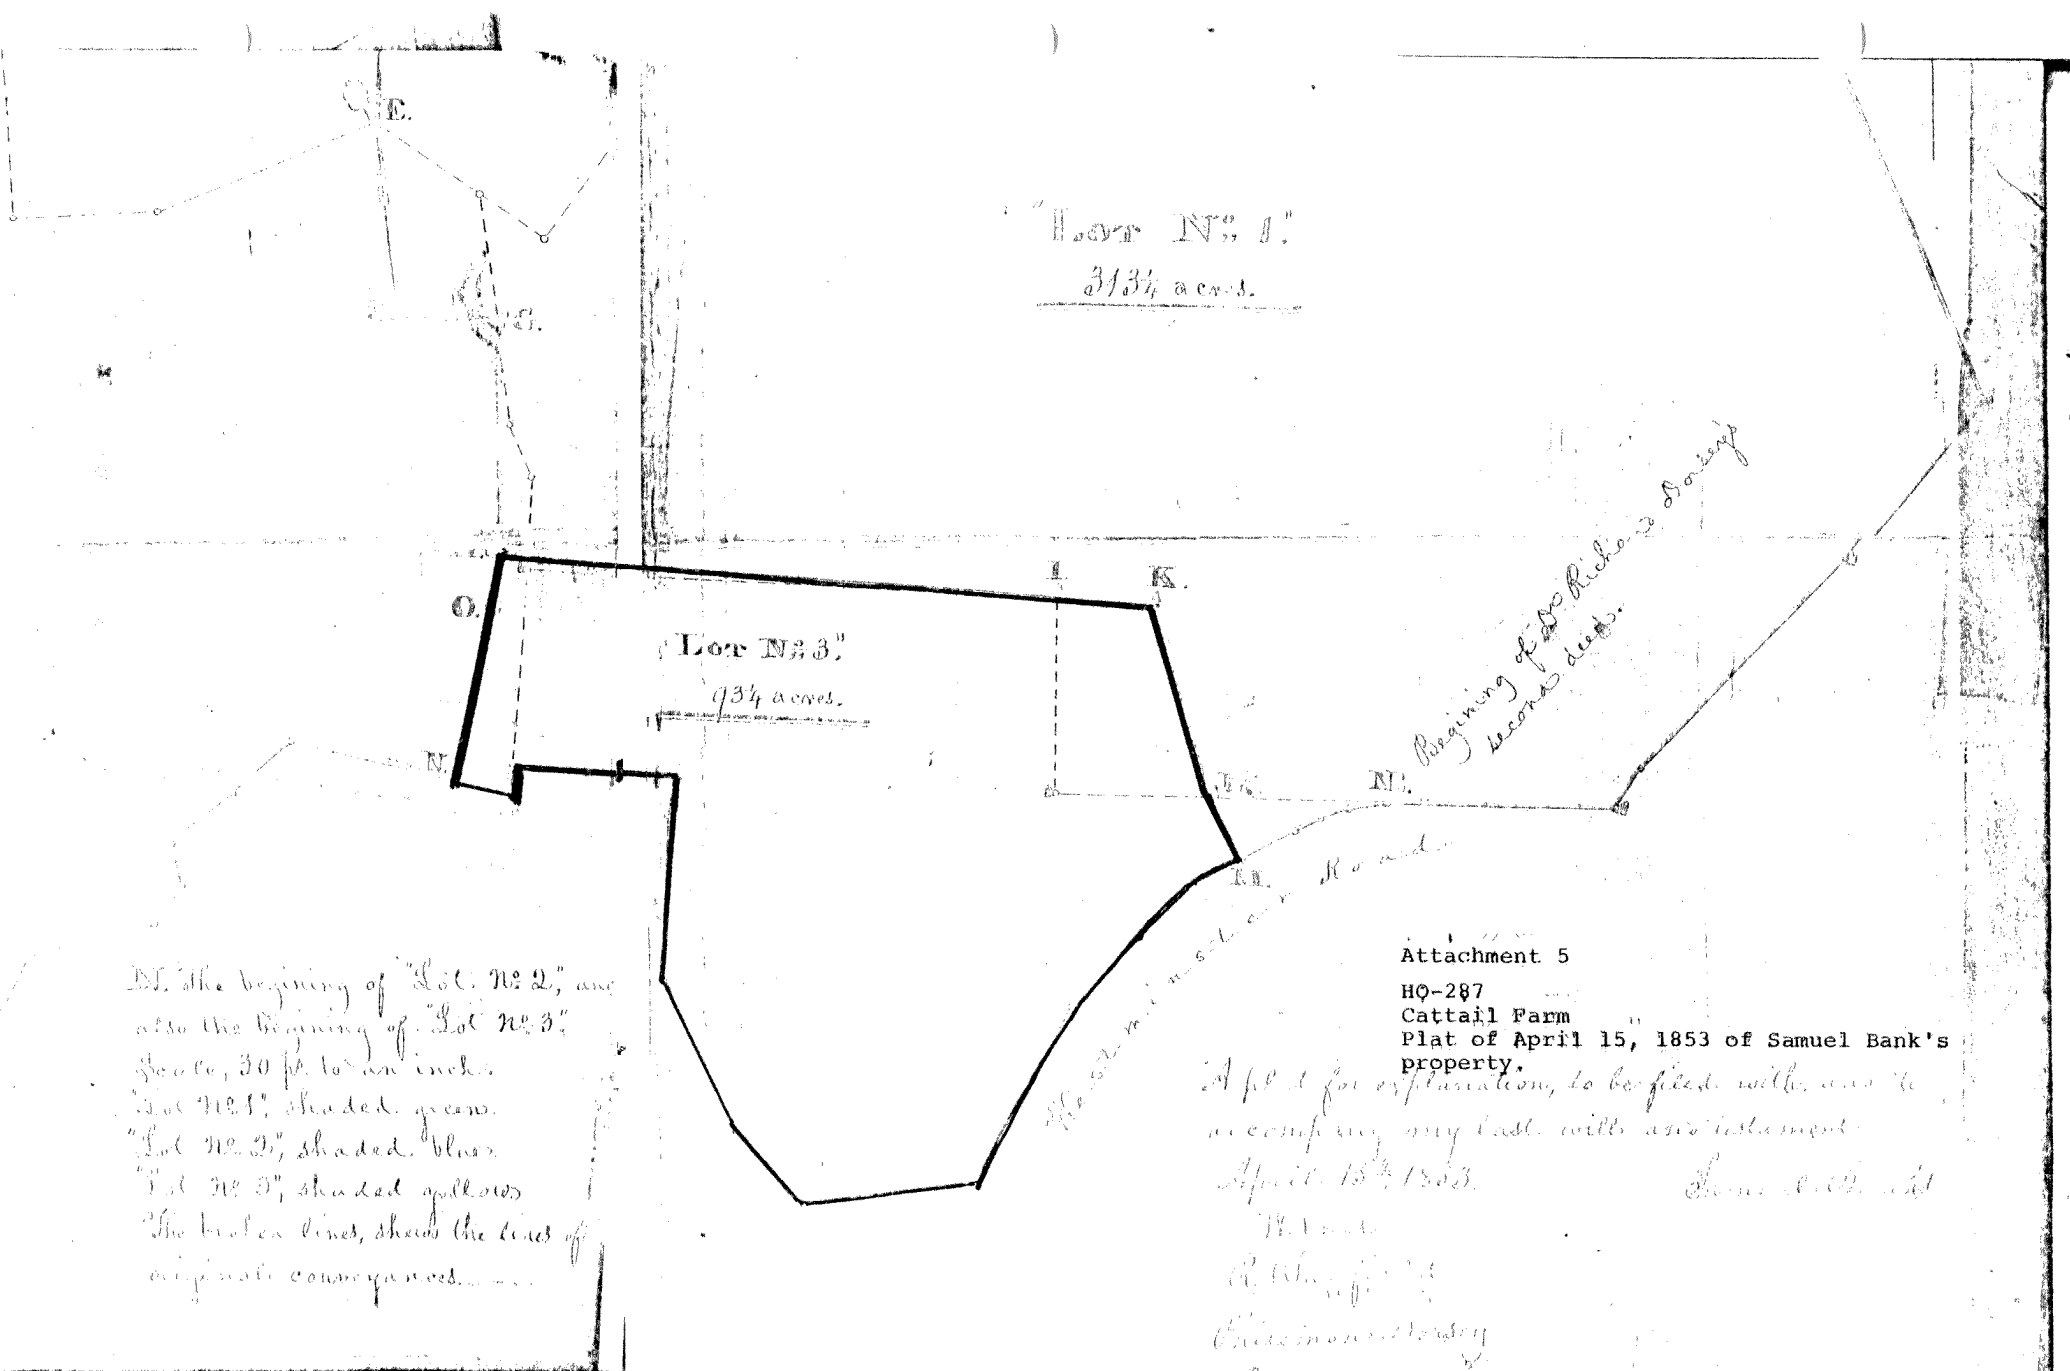 E.
G.
"Lot No. 1."
313¼ acres.
I.
K.
O.
"Lot No. 3."
93¼ acres.
N.
N.
M.
Begining of Dr Richard Dorsey's
second deed.
Westminster Road
N. The begining of "Lot No 2", and
also the begining of "Lot No 3."
Scale, 30 ps. to an inch.
"Lot No 1", shaded green.
"Lot No 2", shaded blue.
"Lot No 3", shaded yellow.
The broken lines, shews the lines of
original conveyances.
Attachment 5
HO-287
Cattail Farm
Plat of April 15, 1853 of Samuel Bank's
property.
A plat for explanation, to be filed with and to
accompany my last will and testament
April 15th 1853.
Witness
Dorsey